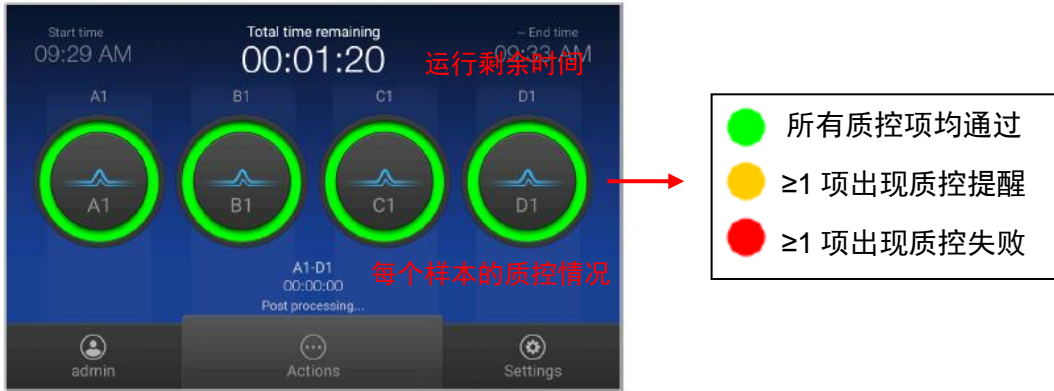 Start time
Total time remaining
~ End time
09:29 AM
00:01:20
09:33 AM
运行剩余时间
A1
B1
C1
D1
A1
B1
C1
D1
A1-D1
00:00:00
Post processing...
每个样本的质控情况
admin
Actions
Settings
所有质控项均通过
≥1 项出现质控提醒
≥1 项出现质控失败